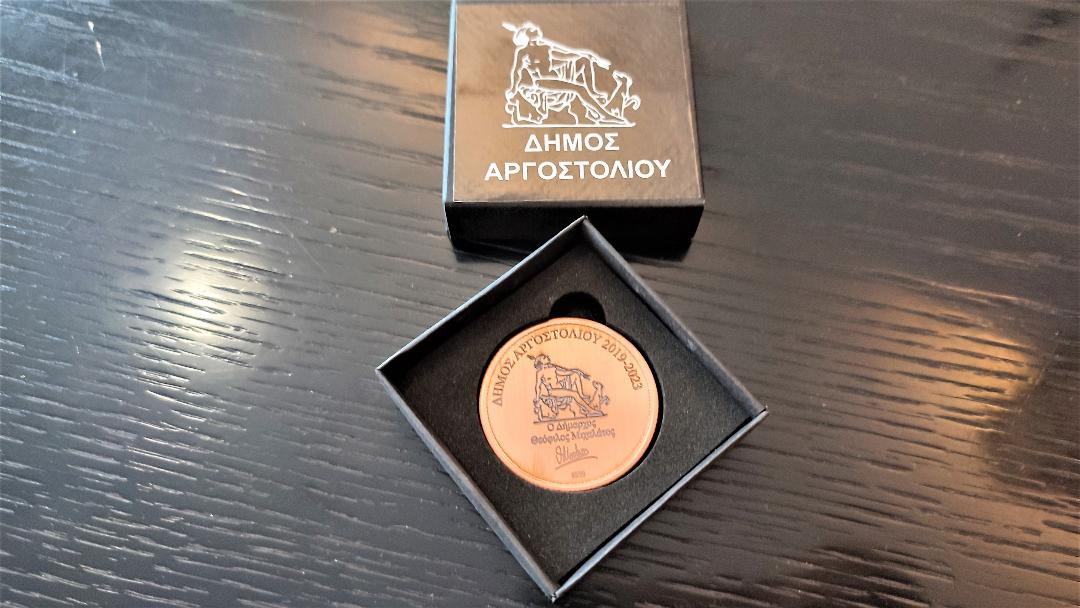 ΔΗΜΟΣ
ΑΡΓΟΣΤΟΛΙΟΥ
ΔΗΜΟΣ ΑΡΓΟΣΤΟΛΙΟΥ 2019-2023
Ο Δήμαρχος
Θεόφιλος Μιχαλάτος